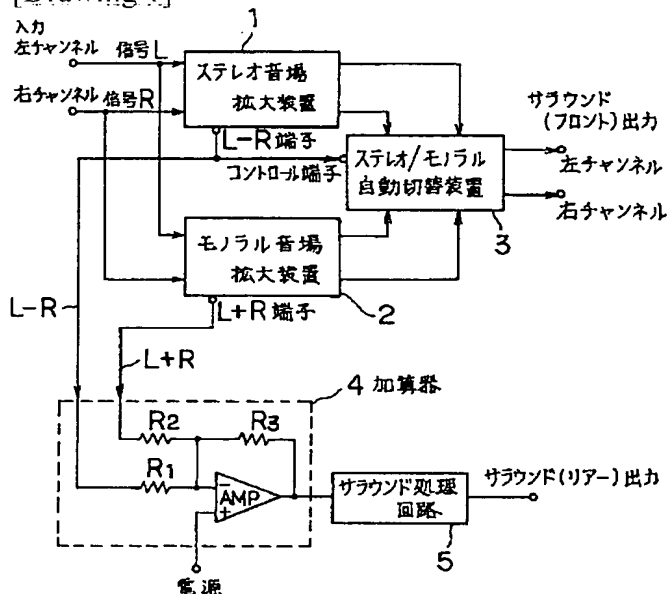 入力
左チャンネル 信号L
右チャンネル 信号R
1
ステレオ音場
拡大装置
L-R端子
コントロール端子
ステレオ/モノラル
自動切替装置
3
サラウンド
(フロント)出力
左チャンネル
右チャンネル
モノラル音場
拡大装置
2
L+R端子
L-R
L+R
4 加算器
R2
R3
R1
AMP
-
+
電源
サラウンド処理
回路
5
サラウンド(リアー)出力